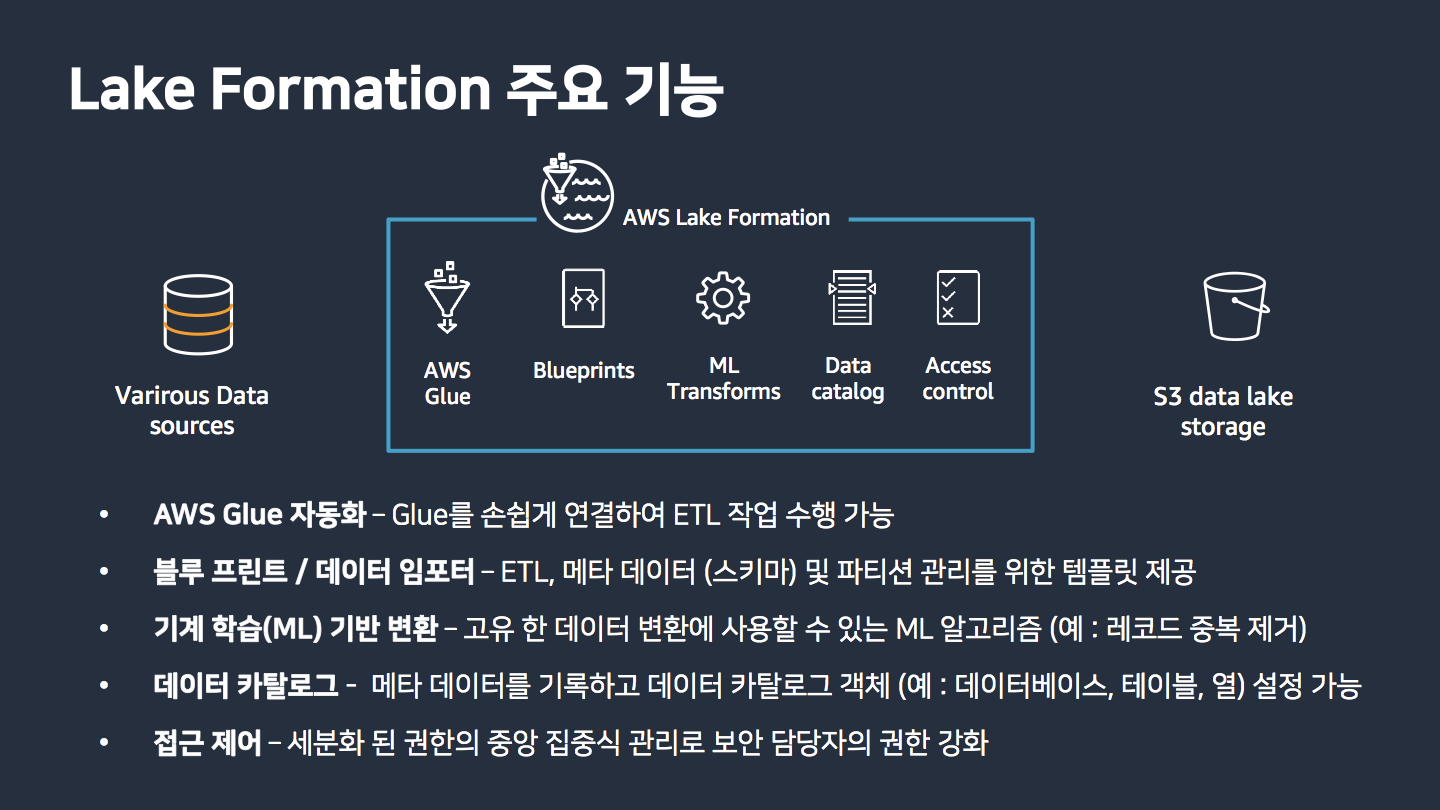 Lake Formation 주요 기능
AWS Lake Formation
Varirous Data
sources
AWS
Glue
Blueprints
ML
Transforms
Data
catalog
Access
control
S3 data lake
storage
• AWS Glue 자동화 – Glue를 손쉽게 연결하여 ETL 작업 수행 가능
• 블루 프린트 / 데이터 임포터 – ETL, 메타 데이터 (스키마) 및 파티션 관리를 위한 템플릿 제공
• 기계 학습(ML) 기반 변환 – 고유 한 데이터 변환에 사용할 수 있는 ML 알고리즘 (예 : 레코드 중복 제거)
• 데이터 카탈로그 - 메타 데이터를 기록하고 데이터 카탈로그 객체 (예 : 데이터베이스, 테이블, 열) 설정 가능
• 접근 제어 – 세분화 된 권한의 중앙 집중식 관리로 보안 담당자의 권한 강화